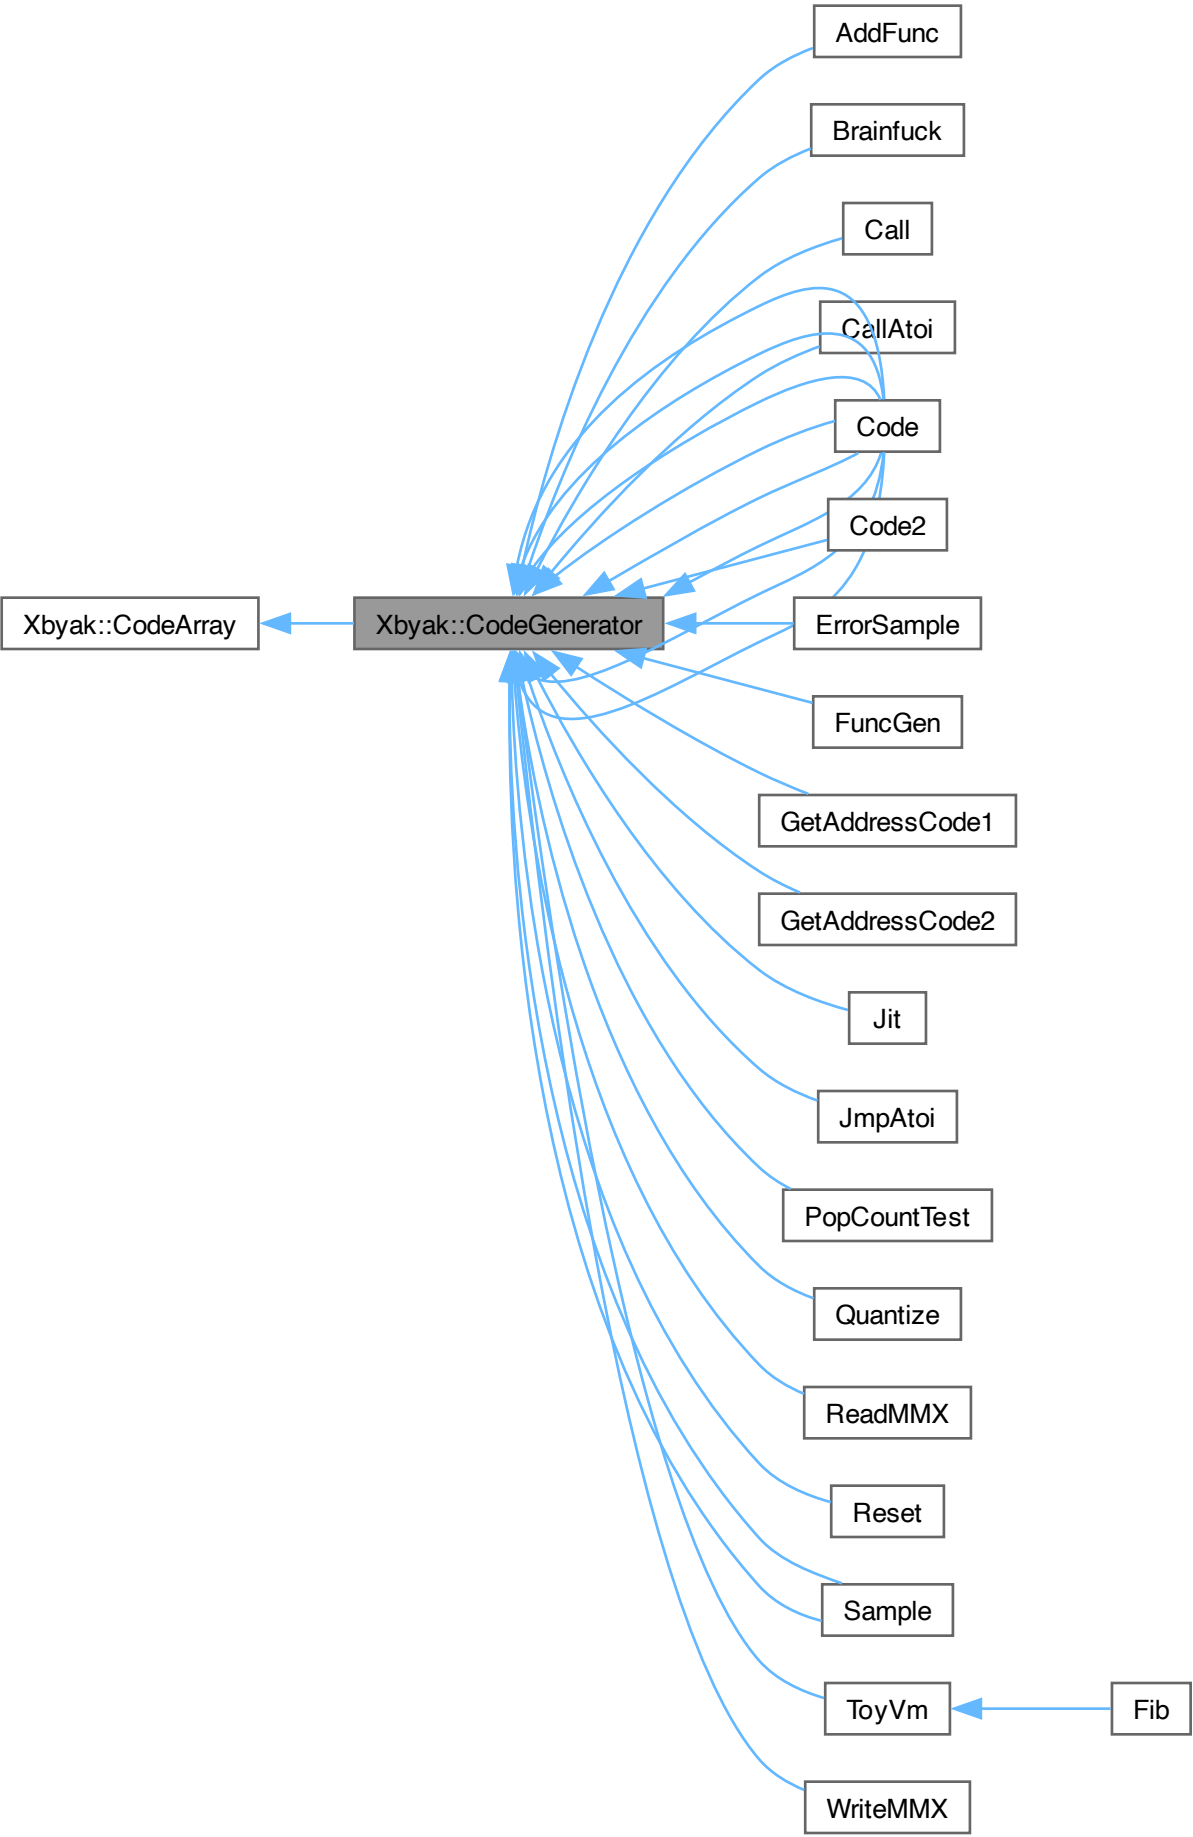 AddFunc
Brainfuck
Call
CallAtoi
Code
Code2
Xbyak::CodeArray
Xbyak::CodeGenerator
ErrorSample
FuncGen
GetAddressCode1
GetAddressCode2
Jit
JmpAtoi
PopCountTest
Quantize
ReadMMX
Reset
Sample
ToyVm
Fib
WriteMMX